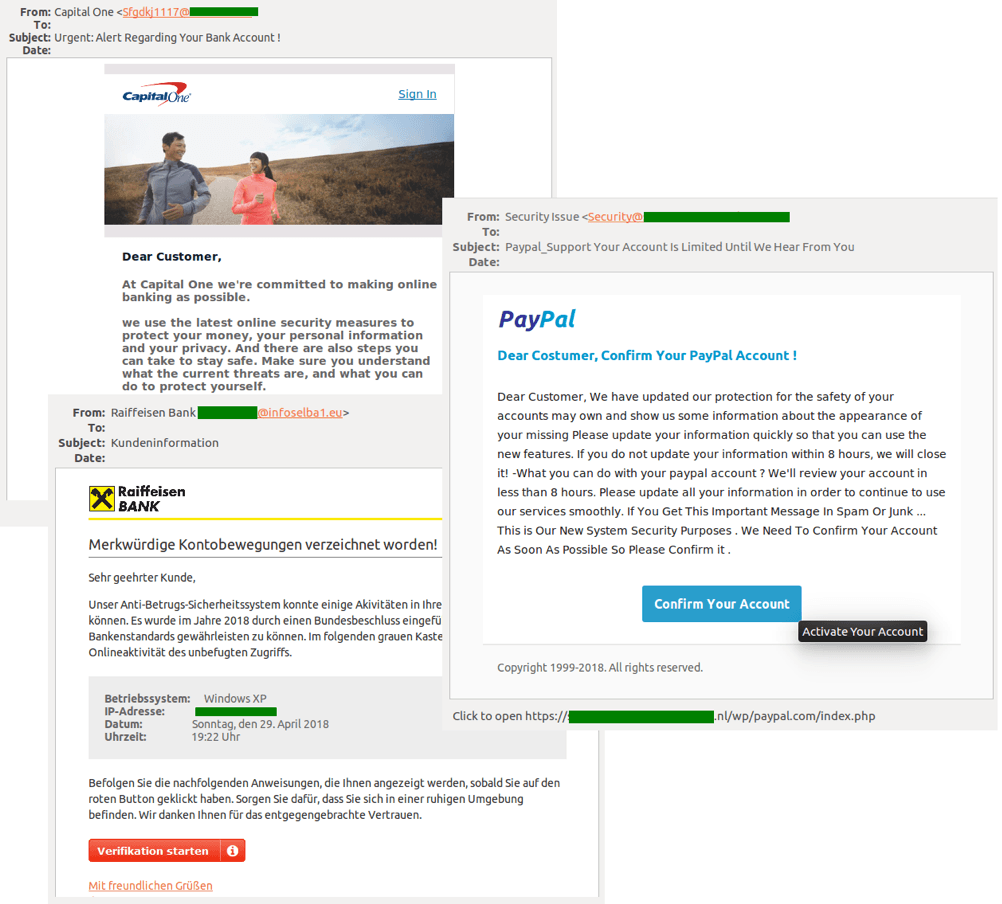 From: Capital One <Sfgdkj1117@
To:
Subject: Urgent: Alert Regarding Your Bank Account !
Date:
CapitalOne
Sign In
Dear Customer,
At Capital One we're committed to making online
banking as possible.
we use the latest online security measures to
protect your money, your personal information
and your privacy. And there are also steps you
can take to stay safe. Make sure you understand
what the current threats are, and what you can
do to protect yourself.
From: Security Issue <Security@
To:
Subject: Paypal_Support Your Account Is Limited Until We Hear From You
Date:
PayPal
Dear Costumer, Confirm Your PayPal Account !
Dear Customer, We have updated our protection for the safety of your
accounts may own and show us some information about the appearance of
your missing Please update your information quickly so that you can use the
new features. If you do not update your information within 8 hours, we will close
it! -What you can do with your paypal account ? We'll review your account in
less than 8 hours. Please update all your information in order to continue to use
our services smoothly. If You Get This Important Message In Spam Or Junk ...
This is Our New System Security Purposes . We Need To Confirm Your Account
As Soon As Possible So Please Confirm it .
Confirm Your Account
Activate Your Account
Copyright 1999-2018. All rights reserved.
Click to open https:// .nl/wp/paypal.com/index.php
From: Raiffeisen Bank @infoselba1.eu>
To:
Subject: Kundeninformation
Date:
Raiffeisen
BANK
Merkwürdige Kontobewegungen verzeichnet worden!
Sehr geehrter Kunde,
Unser Anti-Betrugs-Sicherheitssystem konnte einige Akivitäten in Ihre
können. Es wurde im Jahre 2018 durch einen Bundesbeschluss eingefü
Bankenstandards gewährleisten zu können. Im folgenden grauen Kaste
Onlineaktivität des unbefugten Zugriffs.
Betriebssystem: Windows XP
IP-Adresse:
Datum: Sonntag, den 29. April 2018
Uhrzeit: 19:22 Uhr
Befolgen Sie die nachfolgenden Anweisungen, die Ihnen angezeigt werden, sobald Sie auf den
roten Button geklickt haben. Sorgen Sie dafür, dass Sie sich in einer ruhigen Umgebung
befinden. Wir danken Ihnen für das entgegengebrachte Vertrauen.
Verifikation starten
Mit freundlichen Grüßen